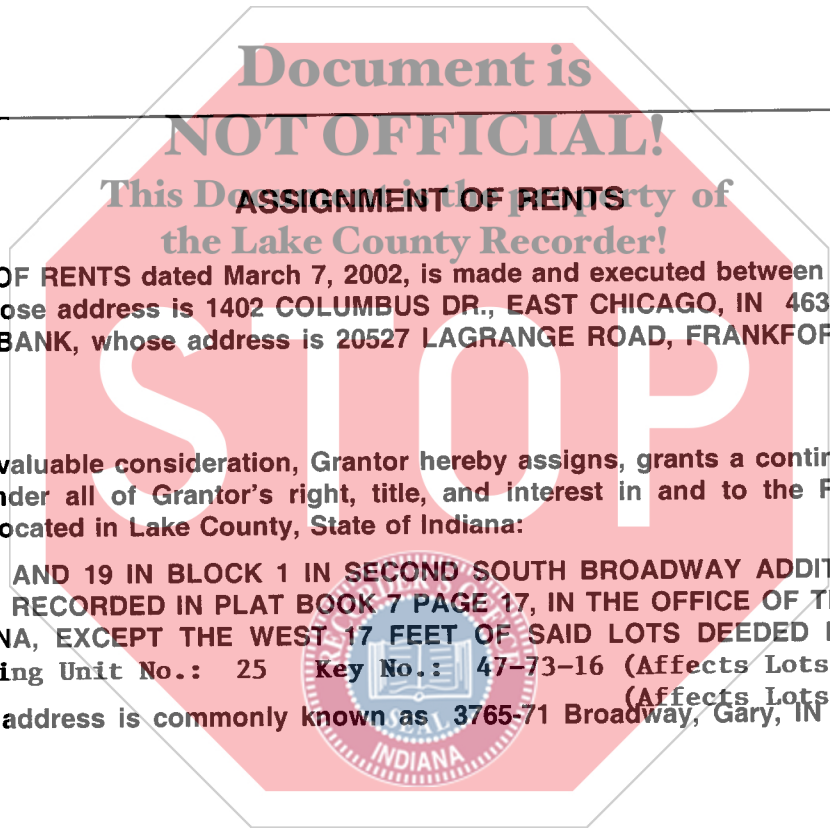 Document is
NOT OFFICIAL!
This Document is the property of
the Lake County Recorder!
STOP
ASSIGNMENT OF RENTS
OF RENTS dated March 7, 2002, is made and executed between
ose address is 1402 COLUMBUS DR., EAST CHICAGO, IN 463
BANK, whose address is 20527 LAGRANGE ROAD, FRANKFOR
valuable consideration, Grantor hereby assigns, grants a contin
nder all of Grantor's right, title, and interest in and to the F
ocated in Lake County, State of Indiana:
AND 19 IN BLOCK 1 IN SECOND SOUTH BROADWAY ADDIT
RECORDED IN PLAT BOOK 7 PAGE 17, IN THE OFFICE OF T
NA, EXCEPT THE WEST 17 FEET OF SAID LOTS DEEDED
ing Unit No.: 25 Key No.: 47-73-16 (Affects Lots
(Affects Lots
address is commonly known as 3765-71 Broadway, Gary, IN
SEAL
INDIANA